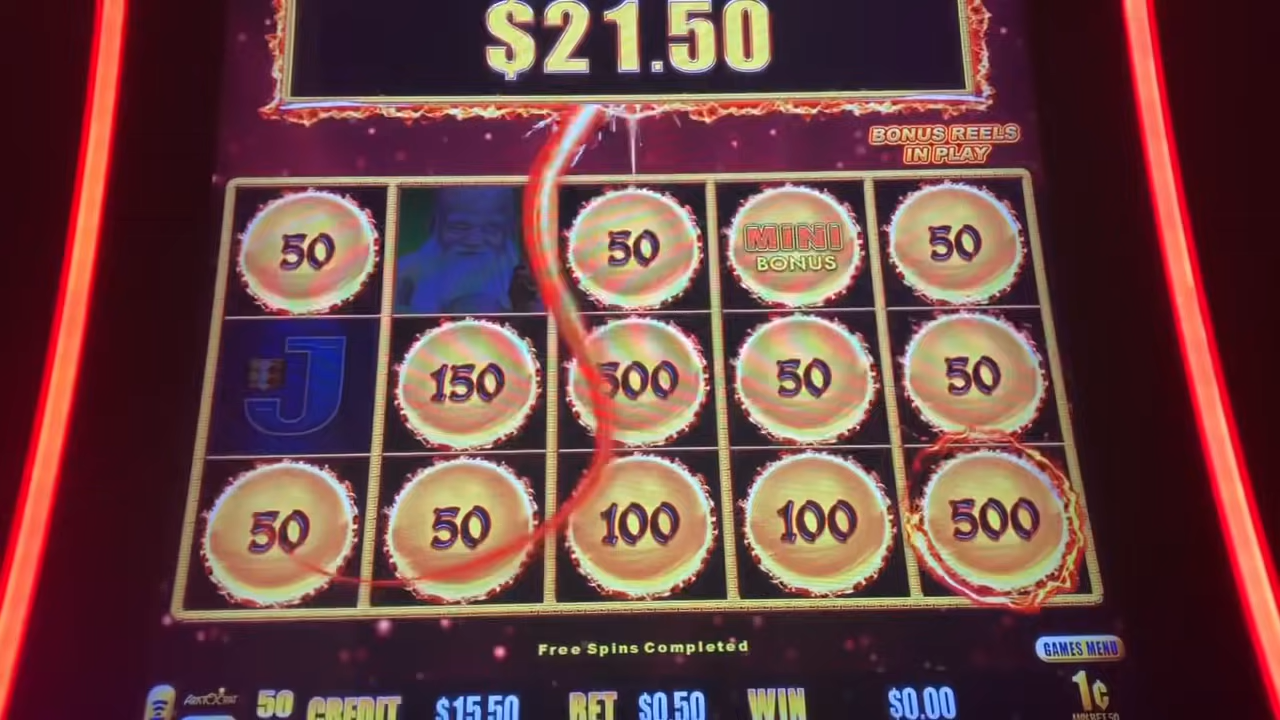 $21.50
BONUS REELS
IN PLAY
50 50 MINI BONUS 50
J 150 500 50 50
50 50 100 100 500
Free Spins Completed
GAMES MENU
ARISTOCRAT 50 CREDIT $15.50 BET $0.50 WIN $0.00 1¢